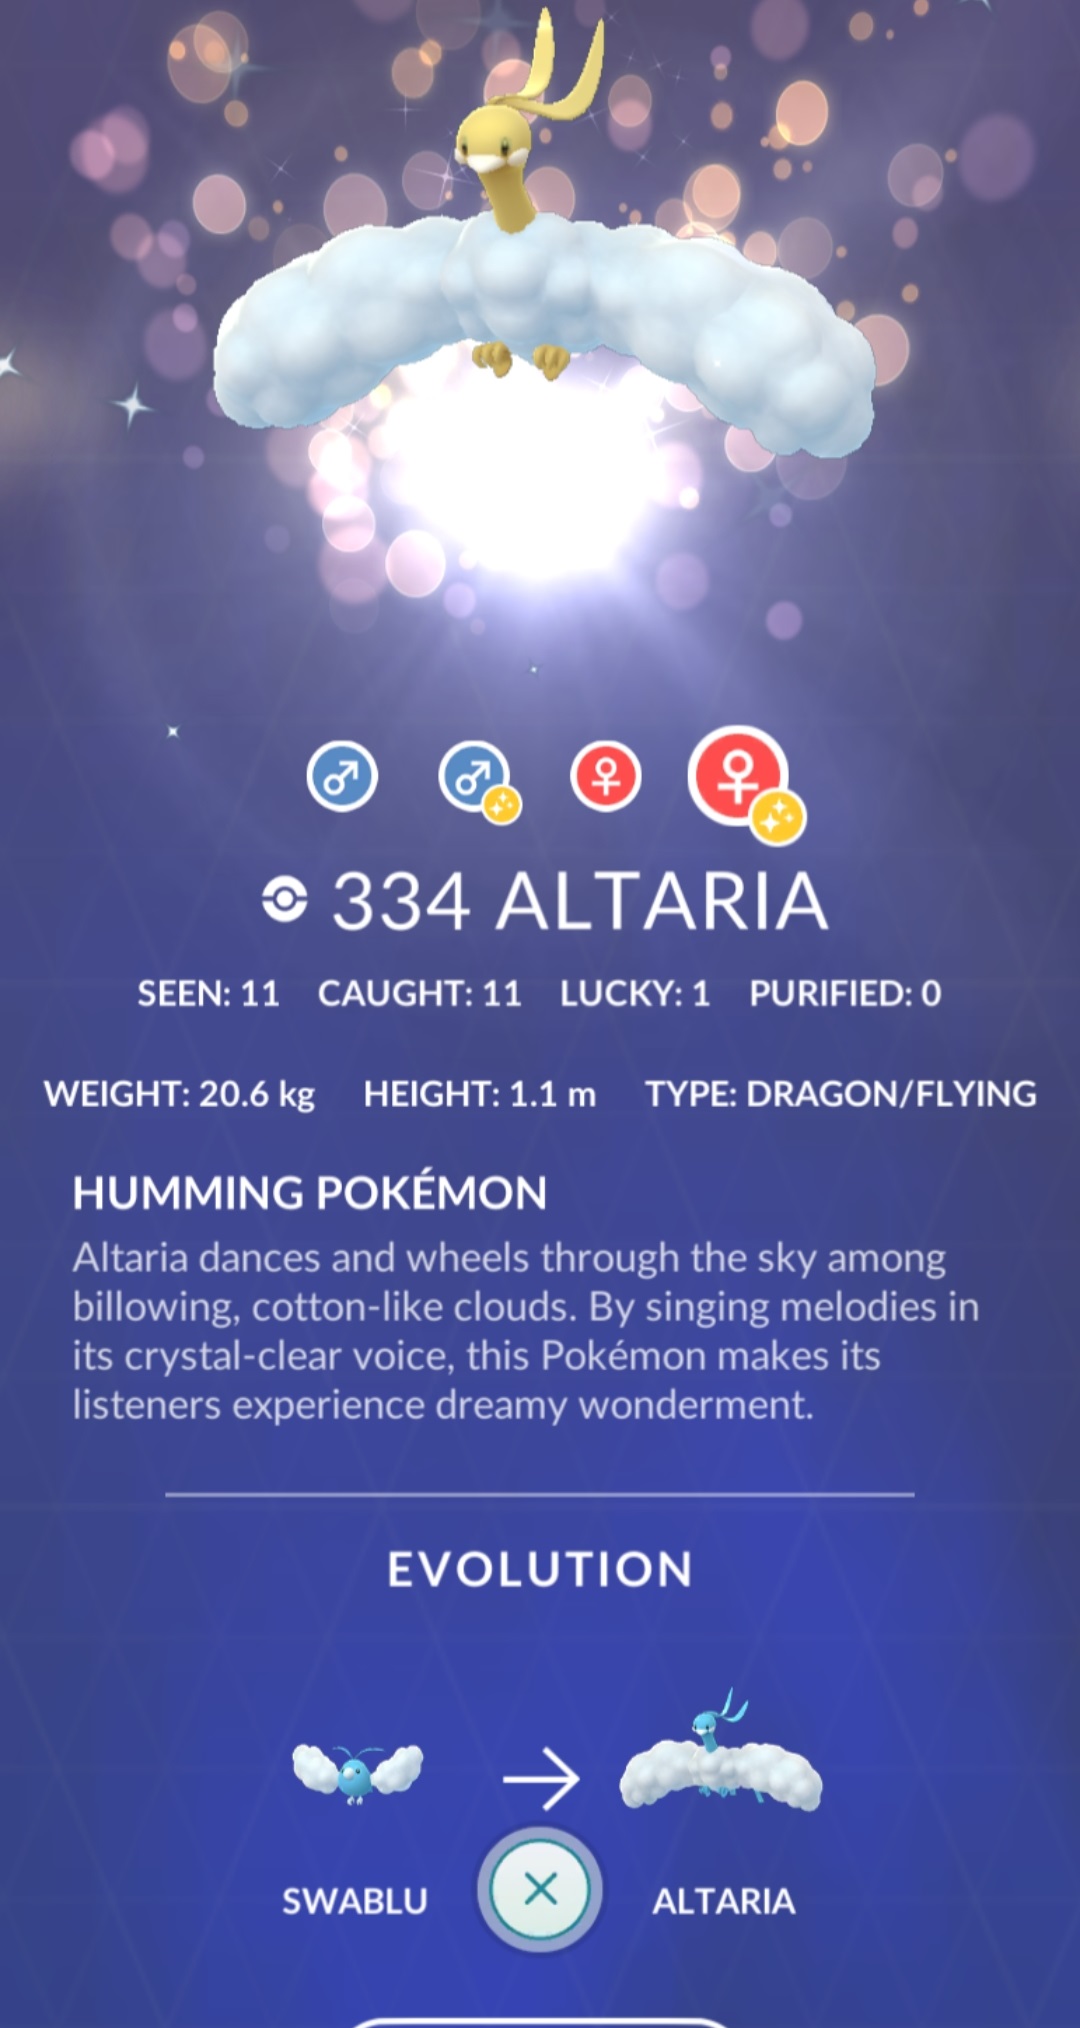 334 ALTARIA
SEEN: 11 CAUGHT: 11 LUCKY: 1 PURIFIED: 0
WEIGHT: 20.6 kg HEIGHT: 1.1 m TYPE: DRAGON/FLYING
HUMMING POKÉMON
Altaria dances and wheels through the sky among
billowing, cotton-like clouds. By singing melodies in
its crystal-clear voice, this Pokémon makes its
listeners experience dreamy wonderment.
EVOLUTION
SWABLU ALTARIA